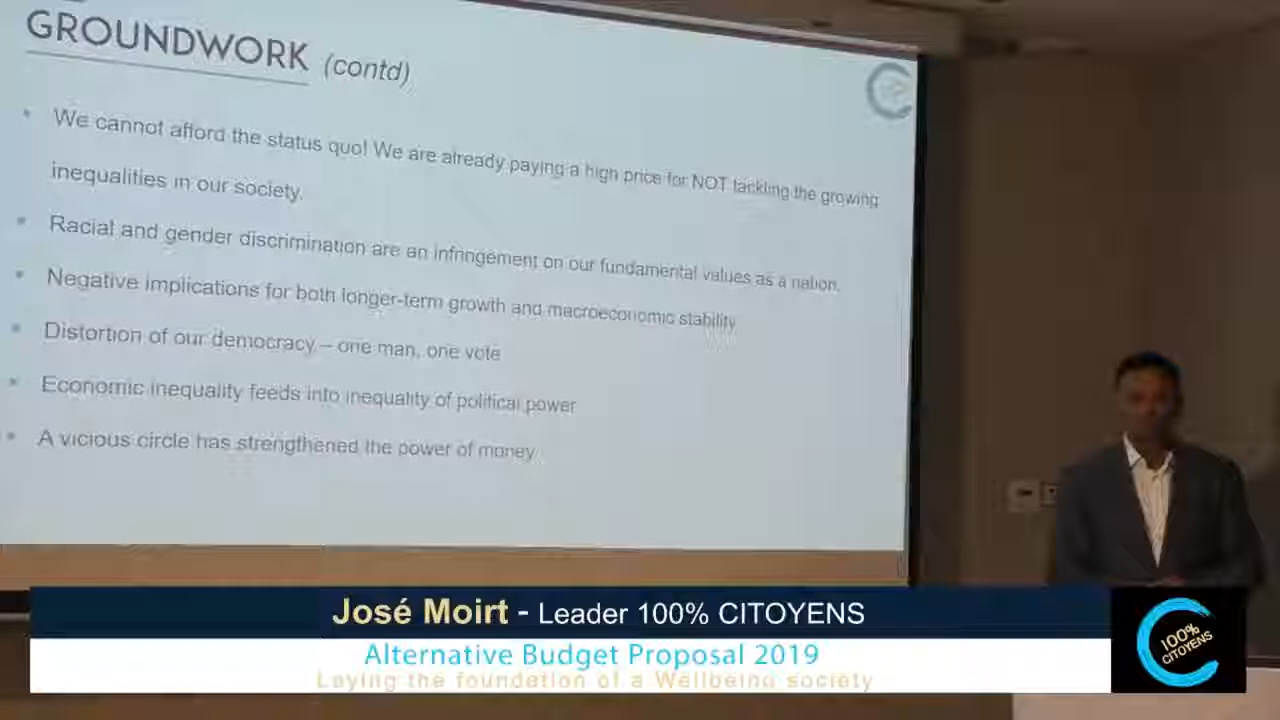 GROUNDWORK (contd)
• We cannot afford the status quo! We are already paying a high price for NOT tackling the growing
inequalities in our society.
• Racial and gender discrimination are an infringement on our fundamental values as a nation.
• Negative implications for both longer-term growth and macroeconomic stability
• Distortion of our democracy – one man, one vote
• Economic inequality feeds into inequality of political power
• A vicious circle has strengthened the power of money
José Moirt - Leader 100% CITOYENS
Alternative Budget Proposal 2019
Laying the foundation of a Wellbeing society
100%
CITOYENS